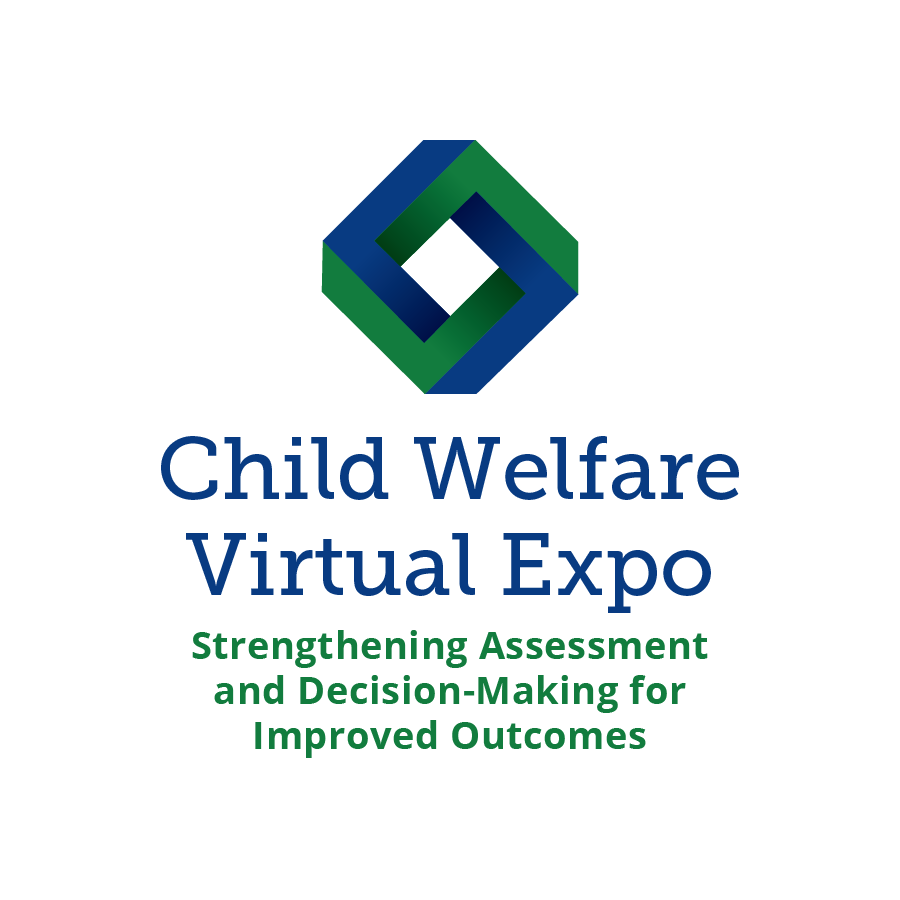 Child Welfare
Virtual Expo
Strengthening Assessment
and Decision-Making for
Improved Outcomes